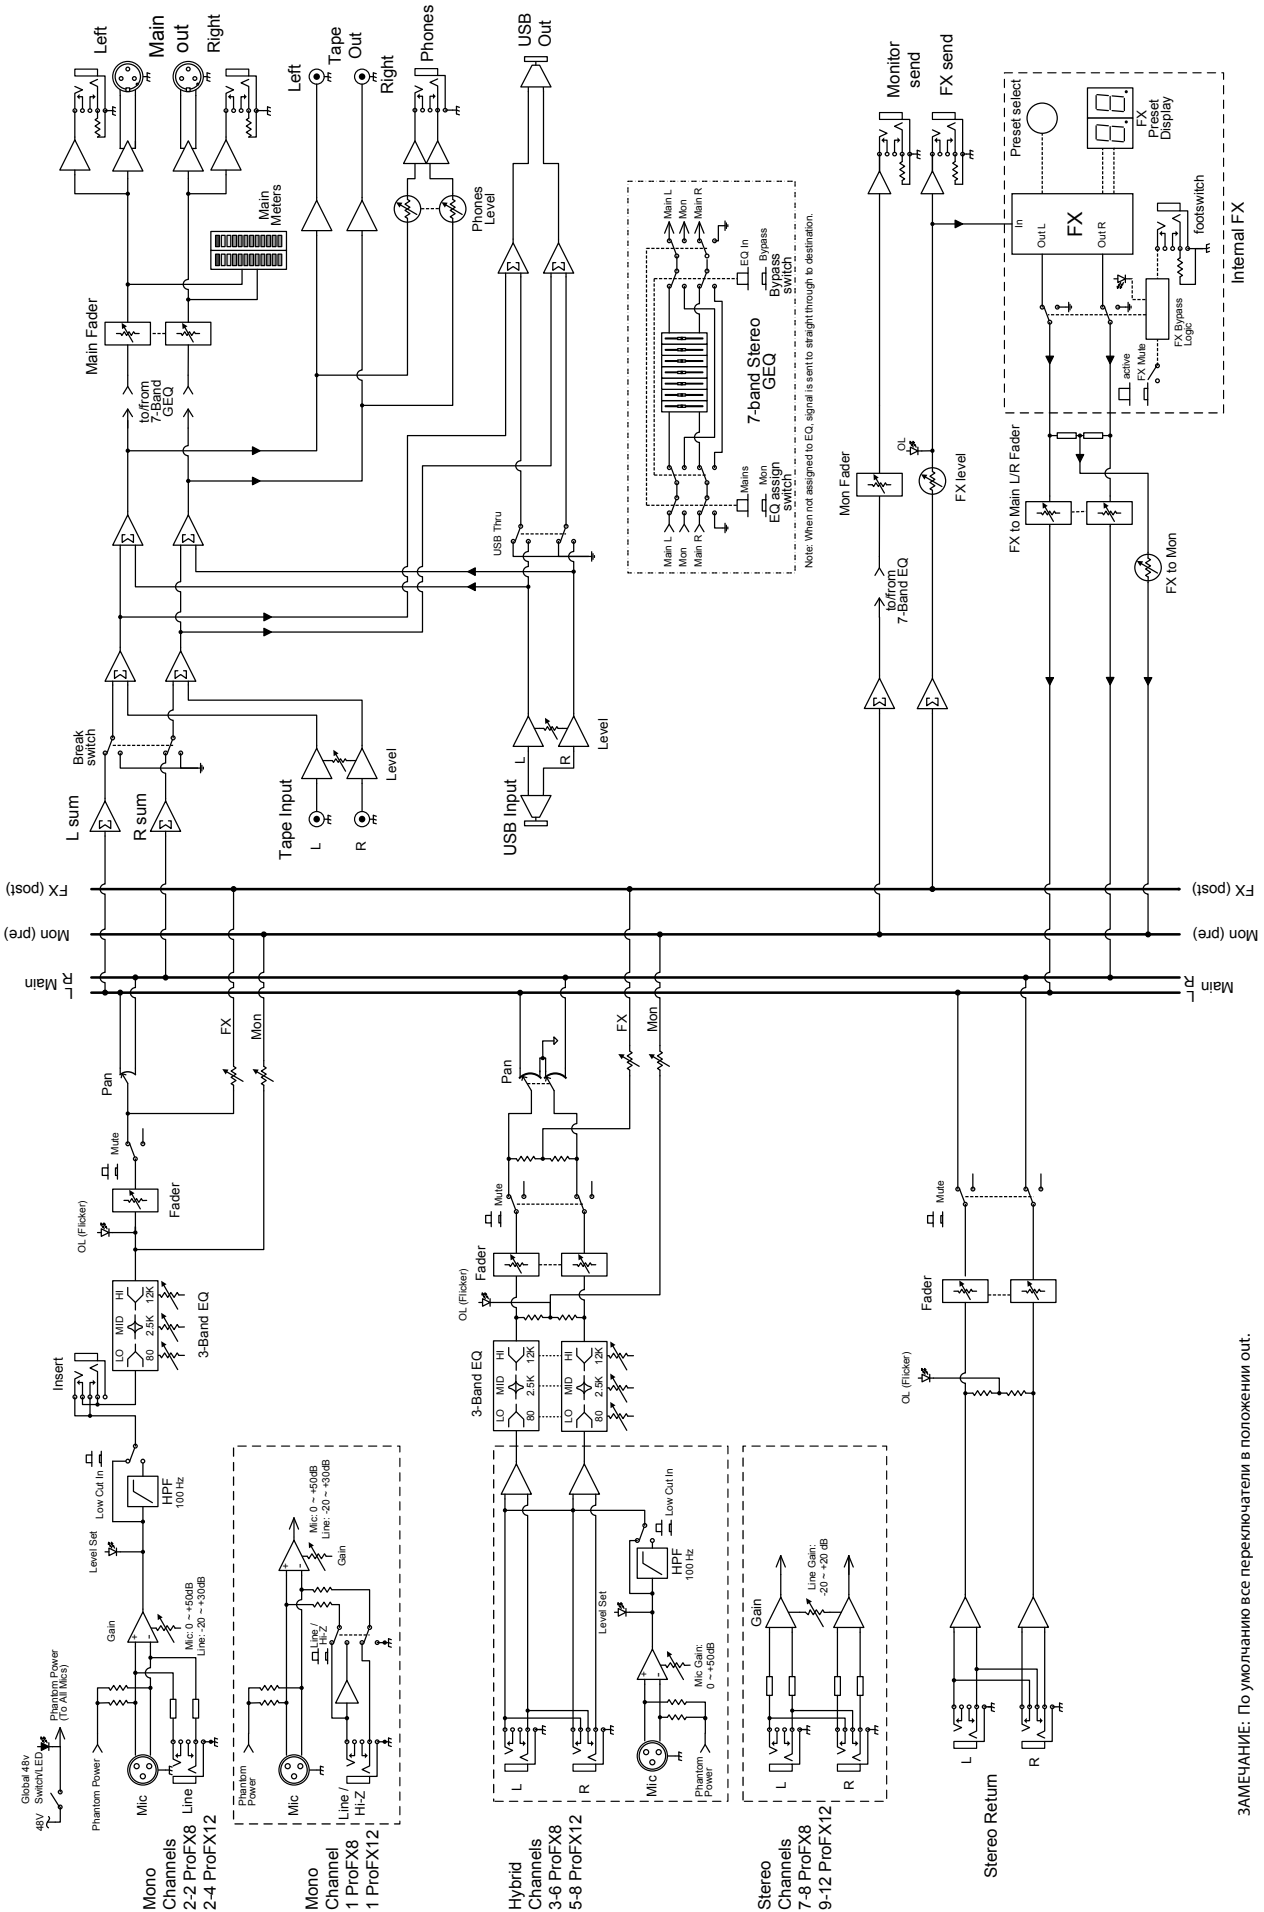 Mono
Channels
2-2 ProFX8
2-4 ProFX12
Global 48v
Switch/LED
48V
Phantom Power
(To All Mics)
Phantom Power
Mic
Line
Gain
Mic: 0 ~ +50dB
Line: -20 ~ +30dB
Level Set
Low Cut In
HPF
100 Hz
Insert
LO
MID
HI
80
2.5K
12K
3-Band EQ
OL (Flicker)
Fader
Mute
Pan
FX
Mon
Mono
Channel
1 ProFX8
1 ProFX12
Phantom
Power
Mic
Line /
Hi-Z
Line /
Hi-Z
Mic: 0 ~ +50dB
Line: -20 ~ +30dB
Gain
Hybrid
Channels
3-6 ProFX8
5-8 ProFX12
L
R
Mic
Phantom
Power
Mic Gain:
0 ~ +50dB
Level Set
HPF
100 Hz
Low Cut In
3-Band EQ
LO
MID
HI
80
2.5K
12K
LO
MID
HI
80
2.5K
12K
OL (Flicker)
Fader
Mute
Pan
FX
Mon
Stereo
Channels
7-8 ProFX8
9-12 ProFX12
L
R
Gain
Line Gain:
-20 ~ +20 dB
Stereo Return
L
R
OL (Flicker)
Fader
Mute
L
R
Main
Mon (pre)
FX (post)
L
R
Main
Mon (pre)
FX (post)
L sum
R sum
Break
switch
Tape Input
L
R
Level
USB Input
L
R
Level
USB Thru
to/from
7-Band
GEQ
Main Fader
Main
Meters
Left
Main
out
Right
Left
Tape
Out
Right
Phones
Level
Phones
USB
Out
Main L
Mon
Main R
Mains
Mon
EQ assign
switch
7-band Stereo
GEQ
EQ In
Bypass
Bypass
switch
Main L
Mon
Main R
Note: When not assigned to EQ, signal is sent to straight through to destination.
to/from
7-Band EQ
Mon Fader
Monitor
send
OL
FX level
FX send
FX to Main L/R Fader
FX to Mon
Preset select
FX
Preset
Display
In
FX
Out L
Out R
footswitch
FX Bypass
Logic
active
FX Mute
Internal FX
ЗАМЕЧАНИЕ: По умолчанию все переключатели в положении out.